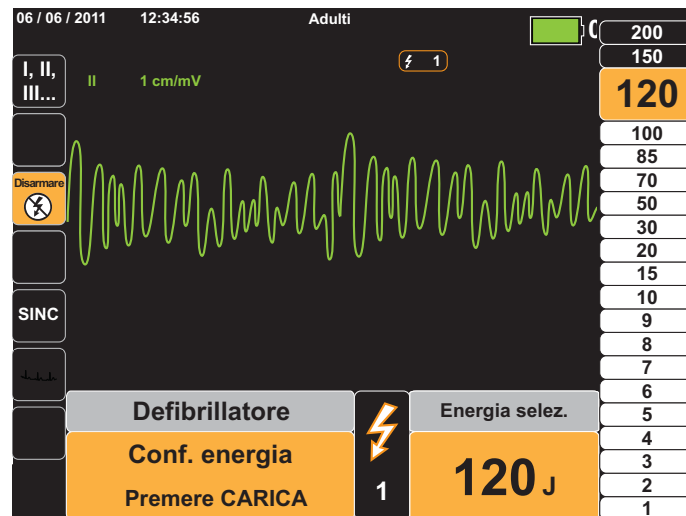 06 / 06 / 2011 12:34:56 Adulti
1
I, II,
III...
II 1 cm/mV
Disarmare
SINC
Defibrillatore
Conf. energia
Premere CARICA
1
Energia selez.
120 J
200
150
120
100
85
70
50
30
20
15
10
9
8
7
6
5
4
3
2
1